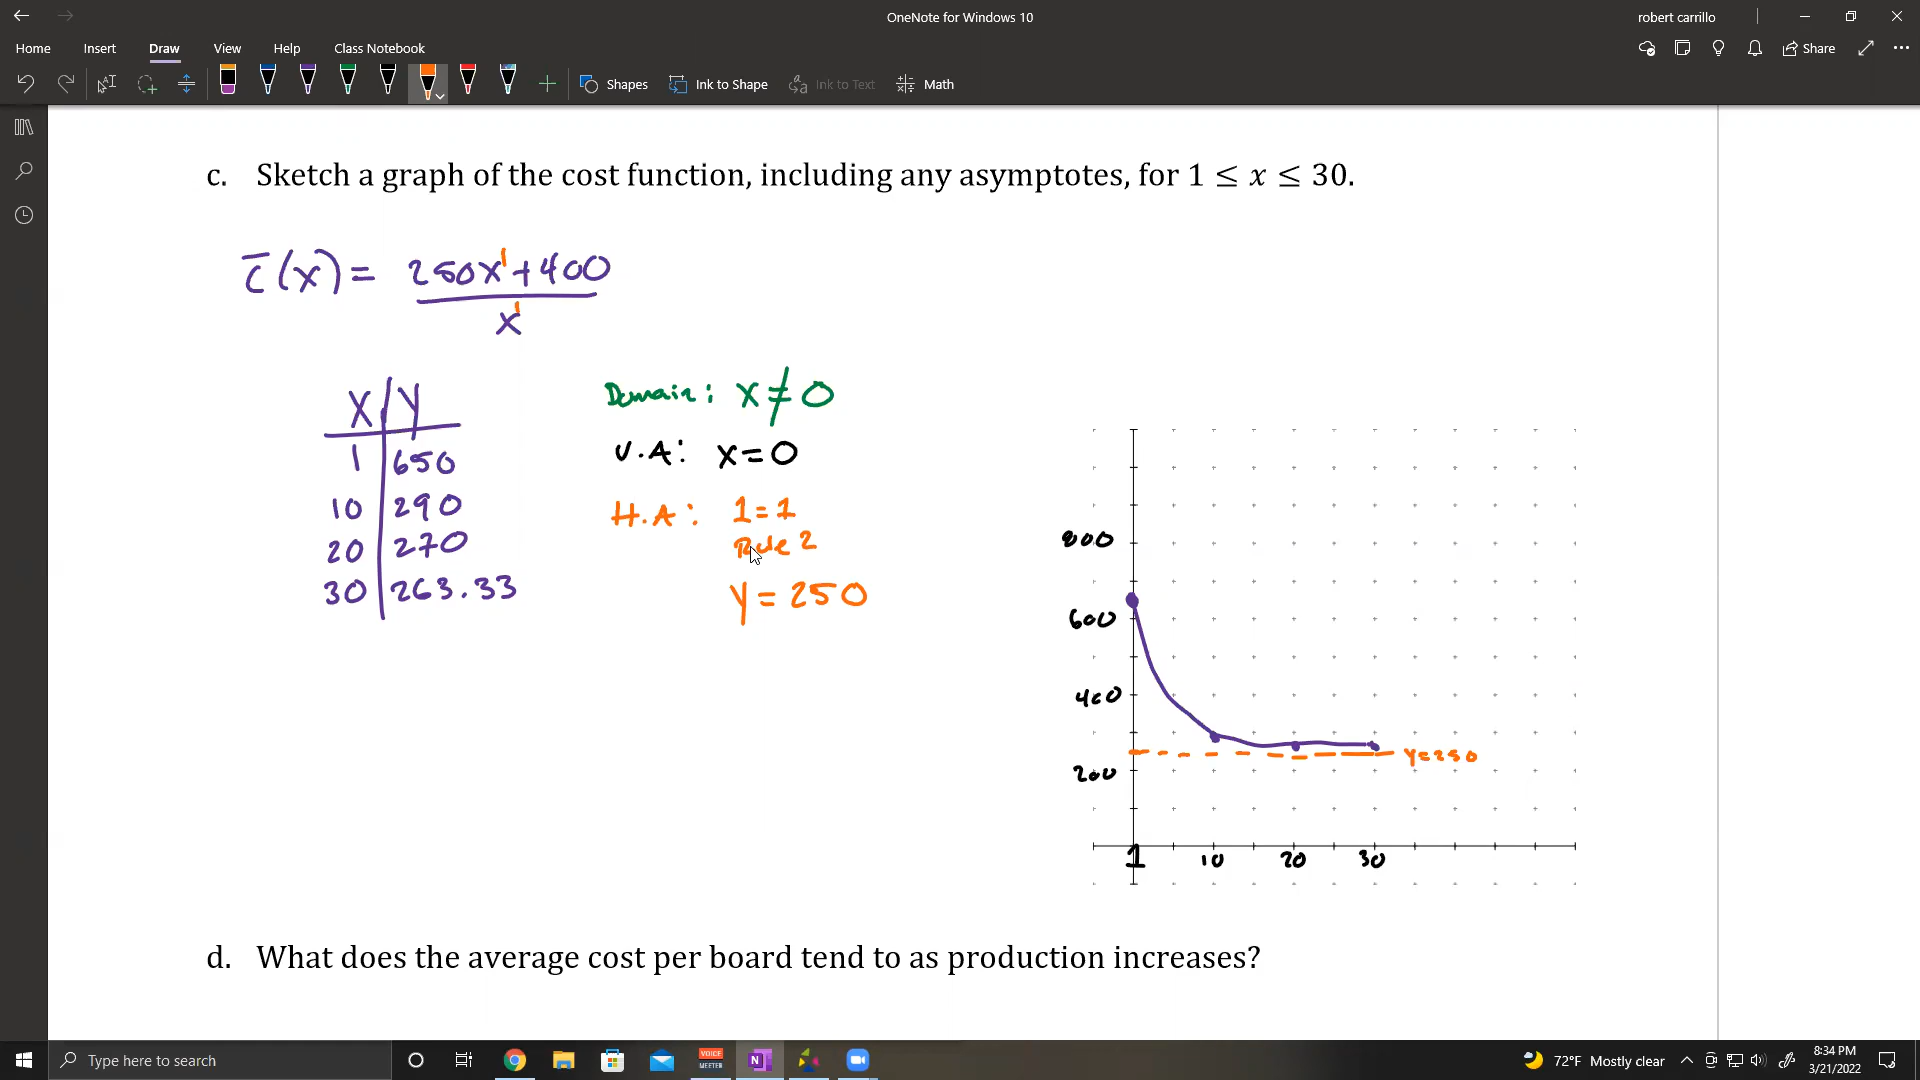 OneNote for Windows 10
robert carrillo
Home Insert Draw View Help Class Notebook
Share
Shapes Ink to Shape Ink to Text Math
c. Sketch a graph of the cost function, including any asymptotes, for 1 ≤ x ≤ 30.
C̅(x) = 250x¹+400
x¹
X Y
1 650
10 290
20 270
30 263.33
Domain: x ≠ 0
V.A: x=0
H.A: 1=1
Rule 2
y = 250
800
600
400
200
y=250
1 10 20 30
d. What does the average cost per board tend to as production increases?
Type here to search
VOICE
MEETER
72°F Mostly clear
8:34 PM
3/21/2022